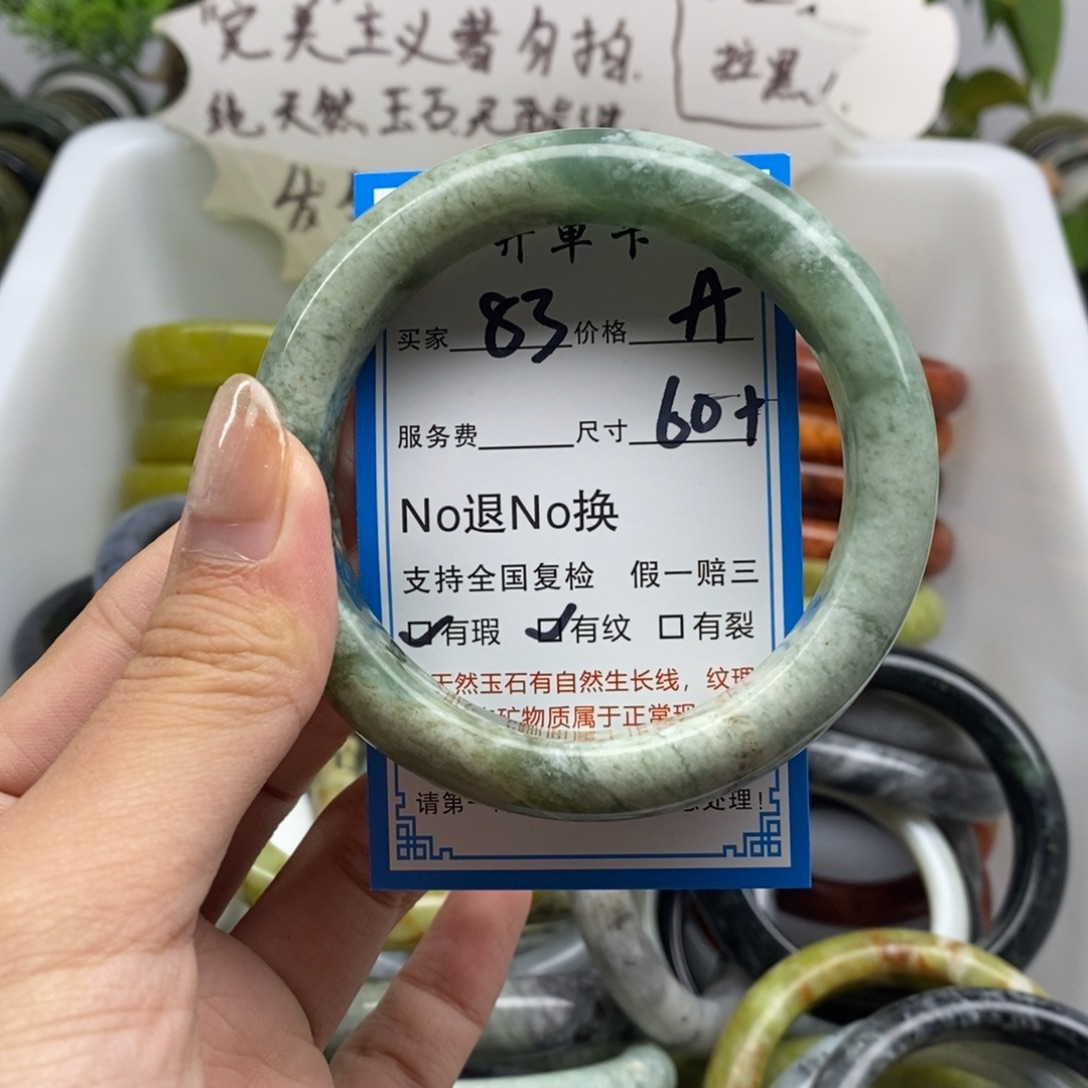 "完美"主义者勿拍.
拉黑!
纯天然玉石无
开单卡
买家 83 价格 A
服务费 尺寸 60+
No退No换
支持全国复检 假一赔三
有瑕 有纹 有裂
天然玉石有自然生长线，纹理
矿物质属于正常现
请第一 处理!